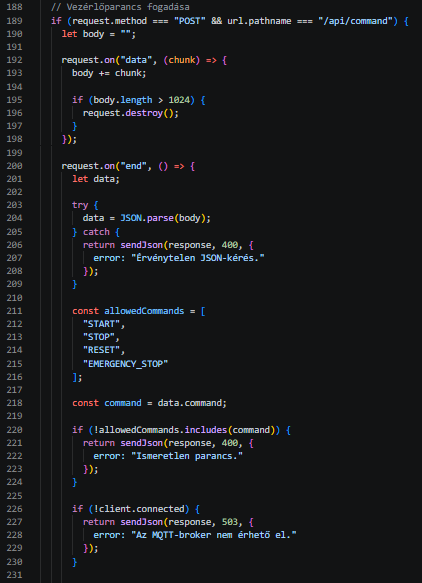 188 // Vezérlőparancs fogadása
189 if (request.method === "POST" && url.pathname === "/api/command") {
190 let body = "";
191
192 request.on("data", (chunk) => {
193 body += chunk;
194
195 if (body.length > 1024) {
196 request.destroy();
197 }
198 });
199
200 request.on("end", () => {
201 let data;
202
203 try {
204 data = JSON.parse(body);
205 } catch {
206 return sendJson(response, 400, {
207 error: "Érvénytelen JSON-kérés."
208 });
209 }
210
211 const allowedCommands = [
212 "START",
213 "STOP",
214 "RESET",
215 "EMERGENCY_STOP"
216 ];
217
218 const command = data.command;
219
220 if (!allowedCommands.includes(command)) {
221 return sendJson(response, 400, {
222 error: "Ismeretlen parancs."
223 });
224 }
225
226 if (!client.connected) {
227 return sendJson(response, 503, {
228 error: "Az MQTT-broker nem érhető el."
229 });
230 }
231